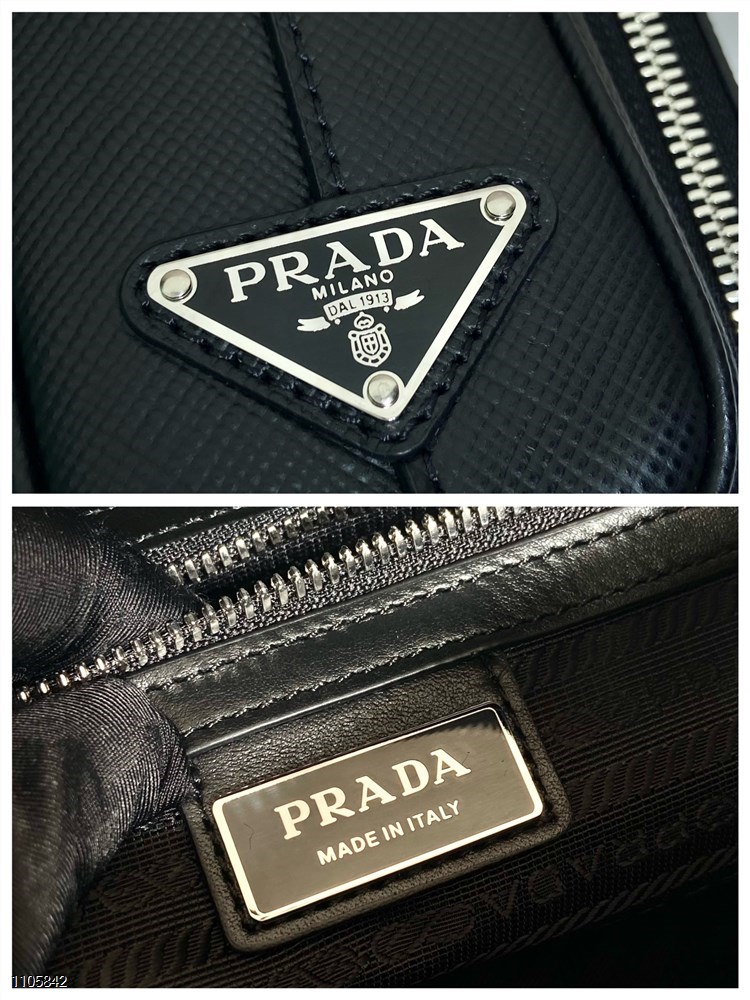 PRADA
MILANO
DAL 1913
PRADA
MADE IN ITALY
1105842